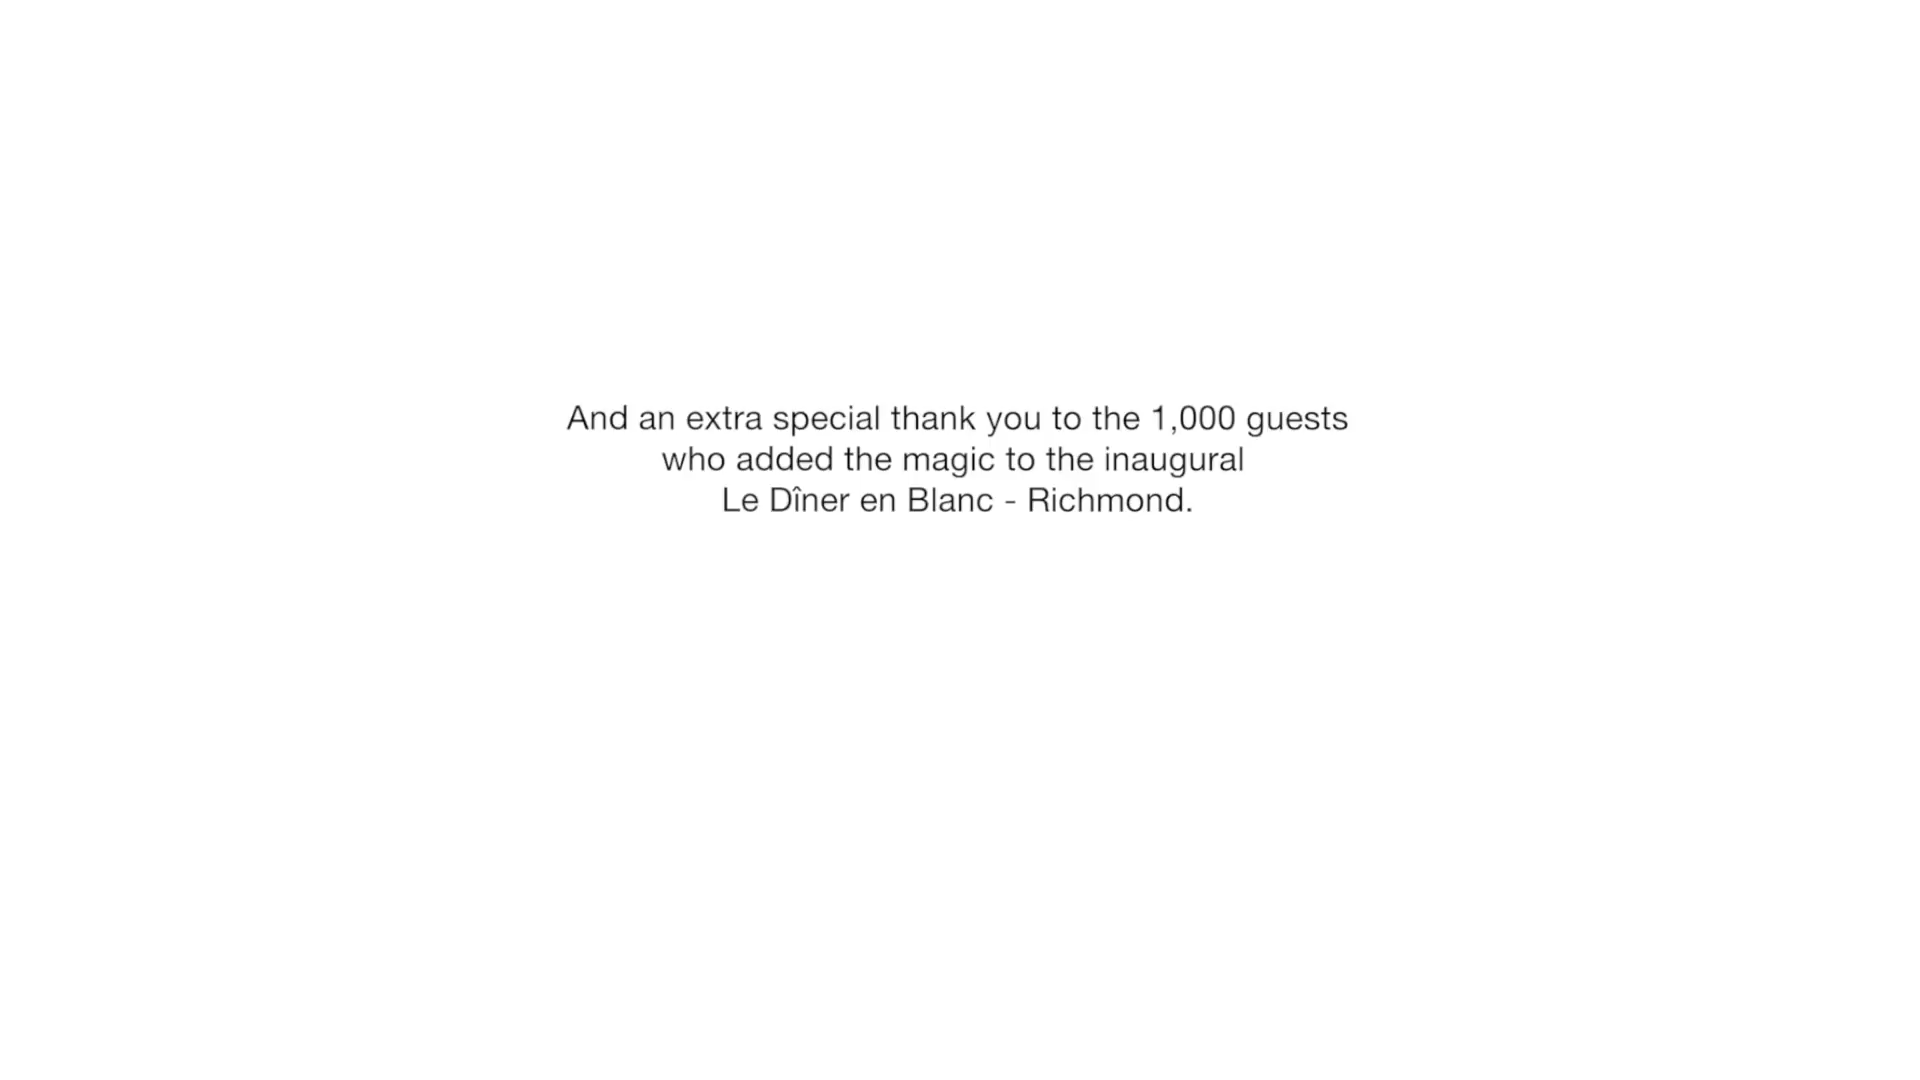 And an extra special thank you to the 1,000 guests
who added the magic to the inaugural
Le Dîner en Blanc - Richmond.